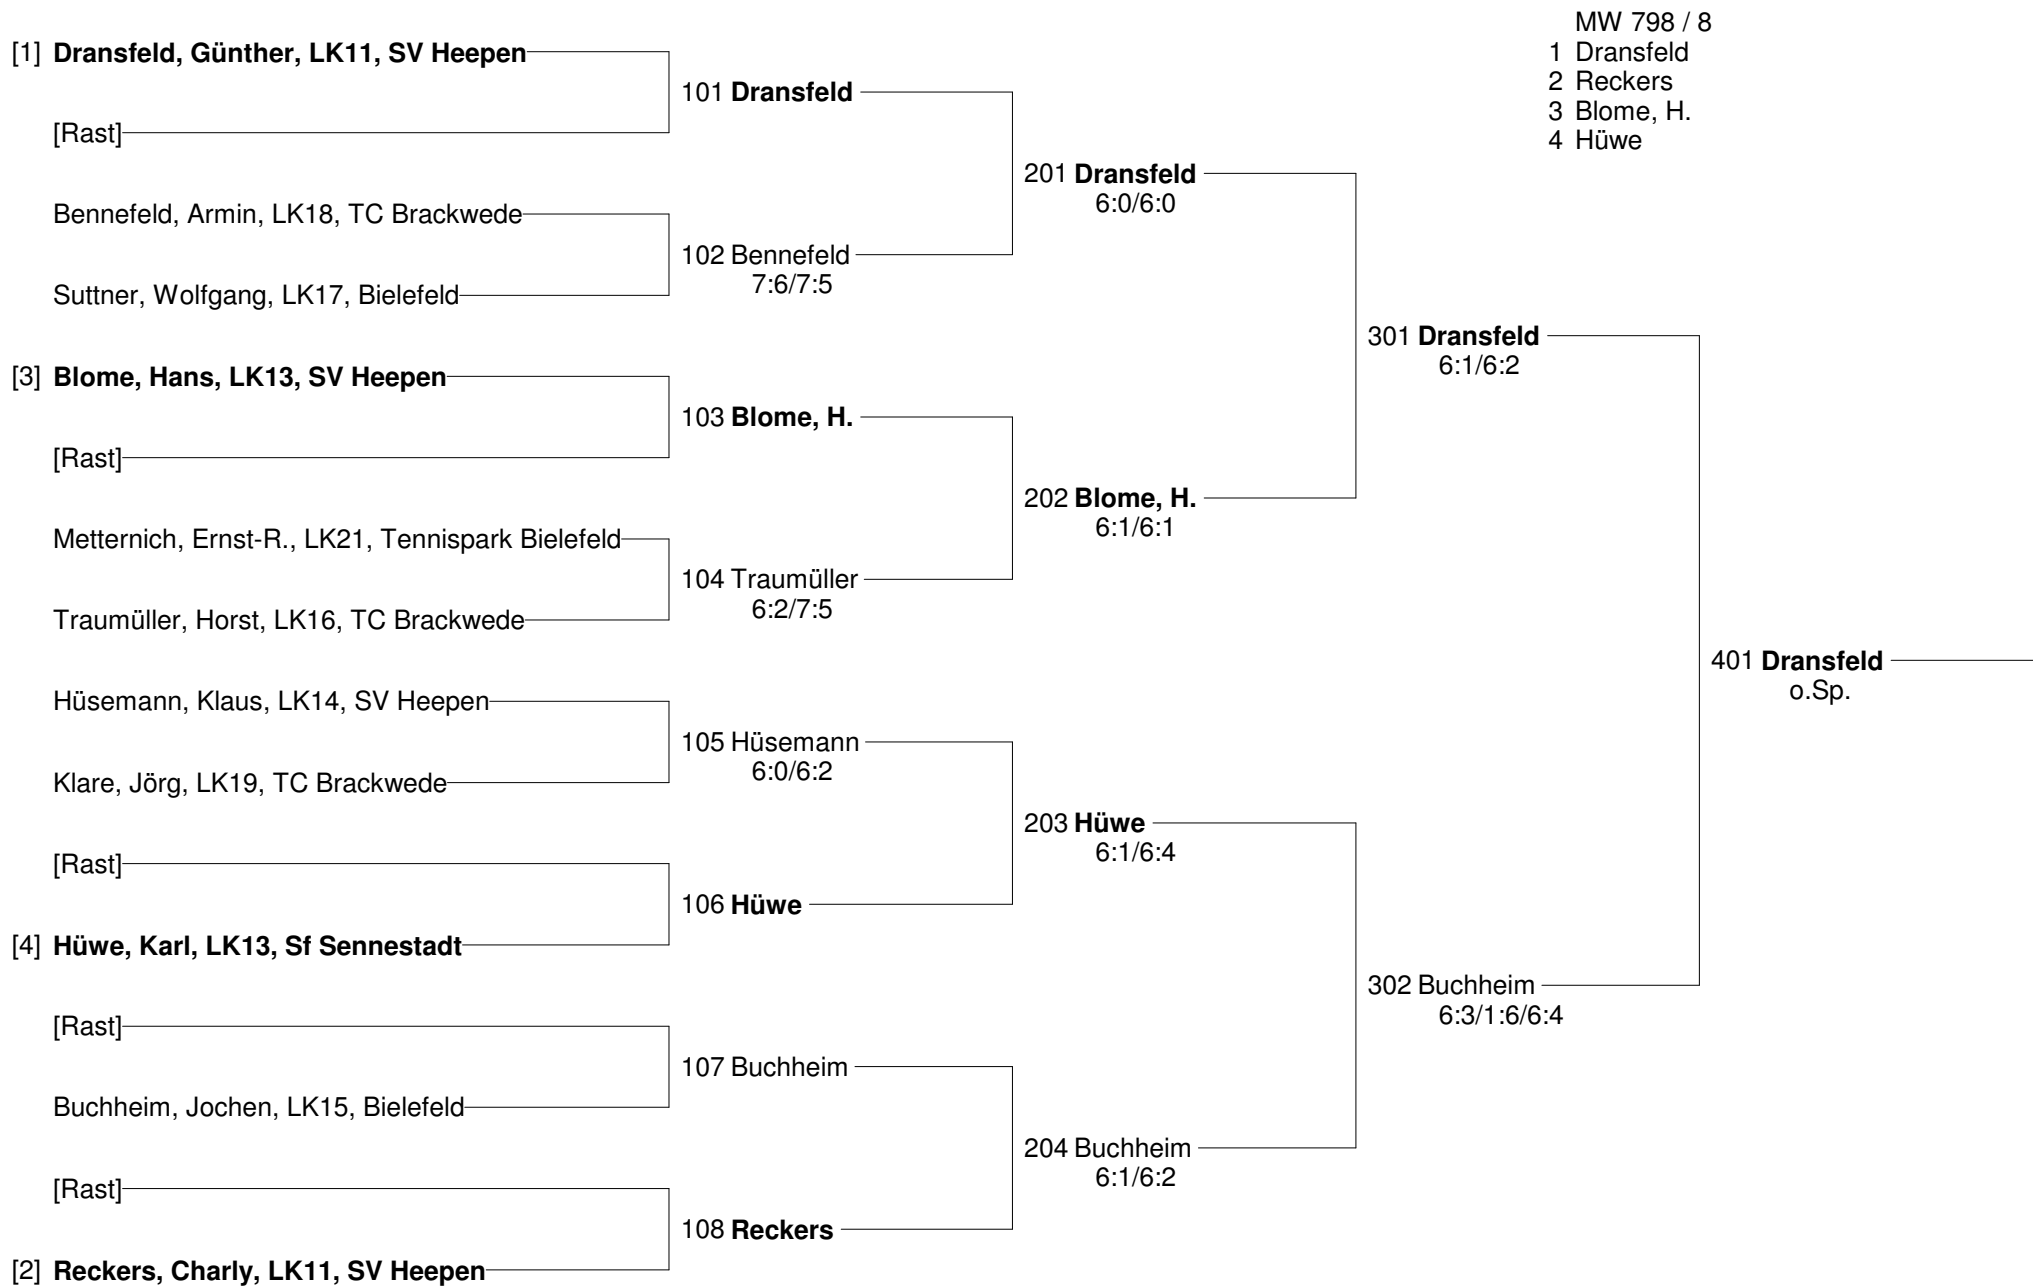 MW 798 / 8
1 Dransfeld
2 Reckers
3 Blome, H.
4 Hüwe
[1] Dransfeld, Günther, LK11, SV Heepen
[Rast]
Bennefeld, Armin, LK18, TC Brackwede
Suttner, Wolfgang, LK17, Bielefeld
[3] Blome, Hans, LK13, SV Heepen
[Rast]
Metternich, Ernst-R., LK21, Tennispark Bielefeld
Traumüller, Horst, LK16, TC Brackwede
Hüsemann, Klaus, LK14, SV Heepen
Klare, Jörg, LK19, TC Brackwede
[Rast]
[4] Hüwe, Karl, LK13, Sf Sennestadt
[Rast]
Buchheim, Jochen, LK15, Bielefeld
[Rast]
[2] Reckers, Charly, LK11, SV Heepen
101 Dransfeld
102 Bennefeld
7:6/7:5
103 Blome, H.
104 Traumüller
6:2/7:5
105 Hüsemann
6:0/6:2
106 Hüwe
107 Buchheim
108 Reckers
201 Dransfeld
6:0/6:0
202 Blome, H.
6:1/6:1
203 Hüwe
6:1/6:4
204 Buchheim
6:1/6:2
301 Dransfeld
6:1/6:2
302 Buchheim
6:3/1:6/6:4
401 Dransfeld
o.Sp.